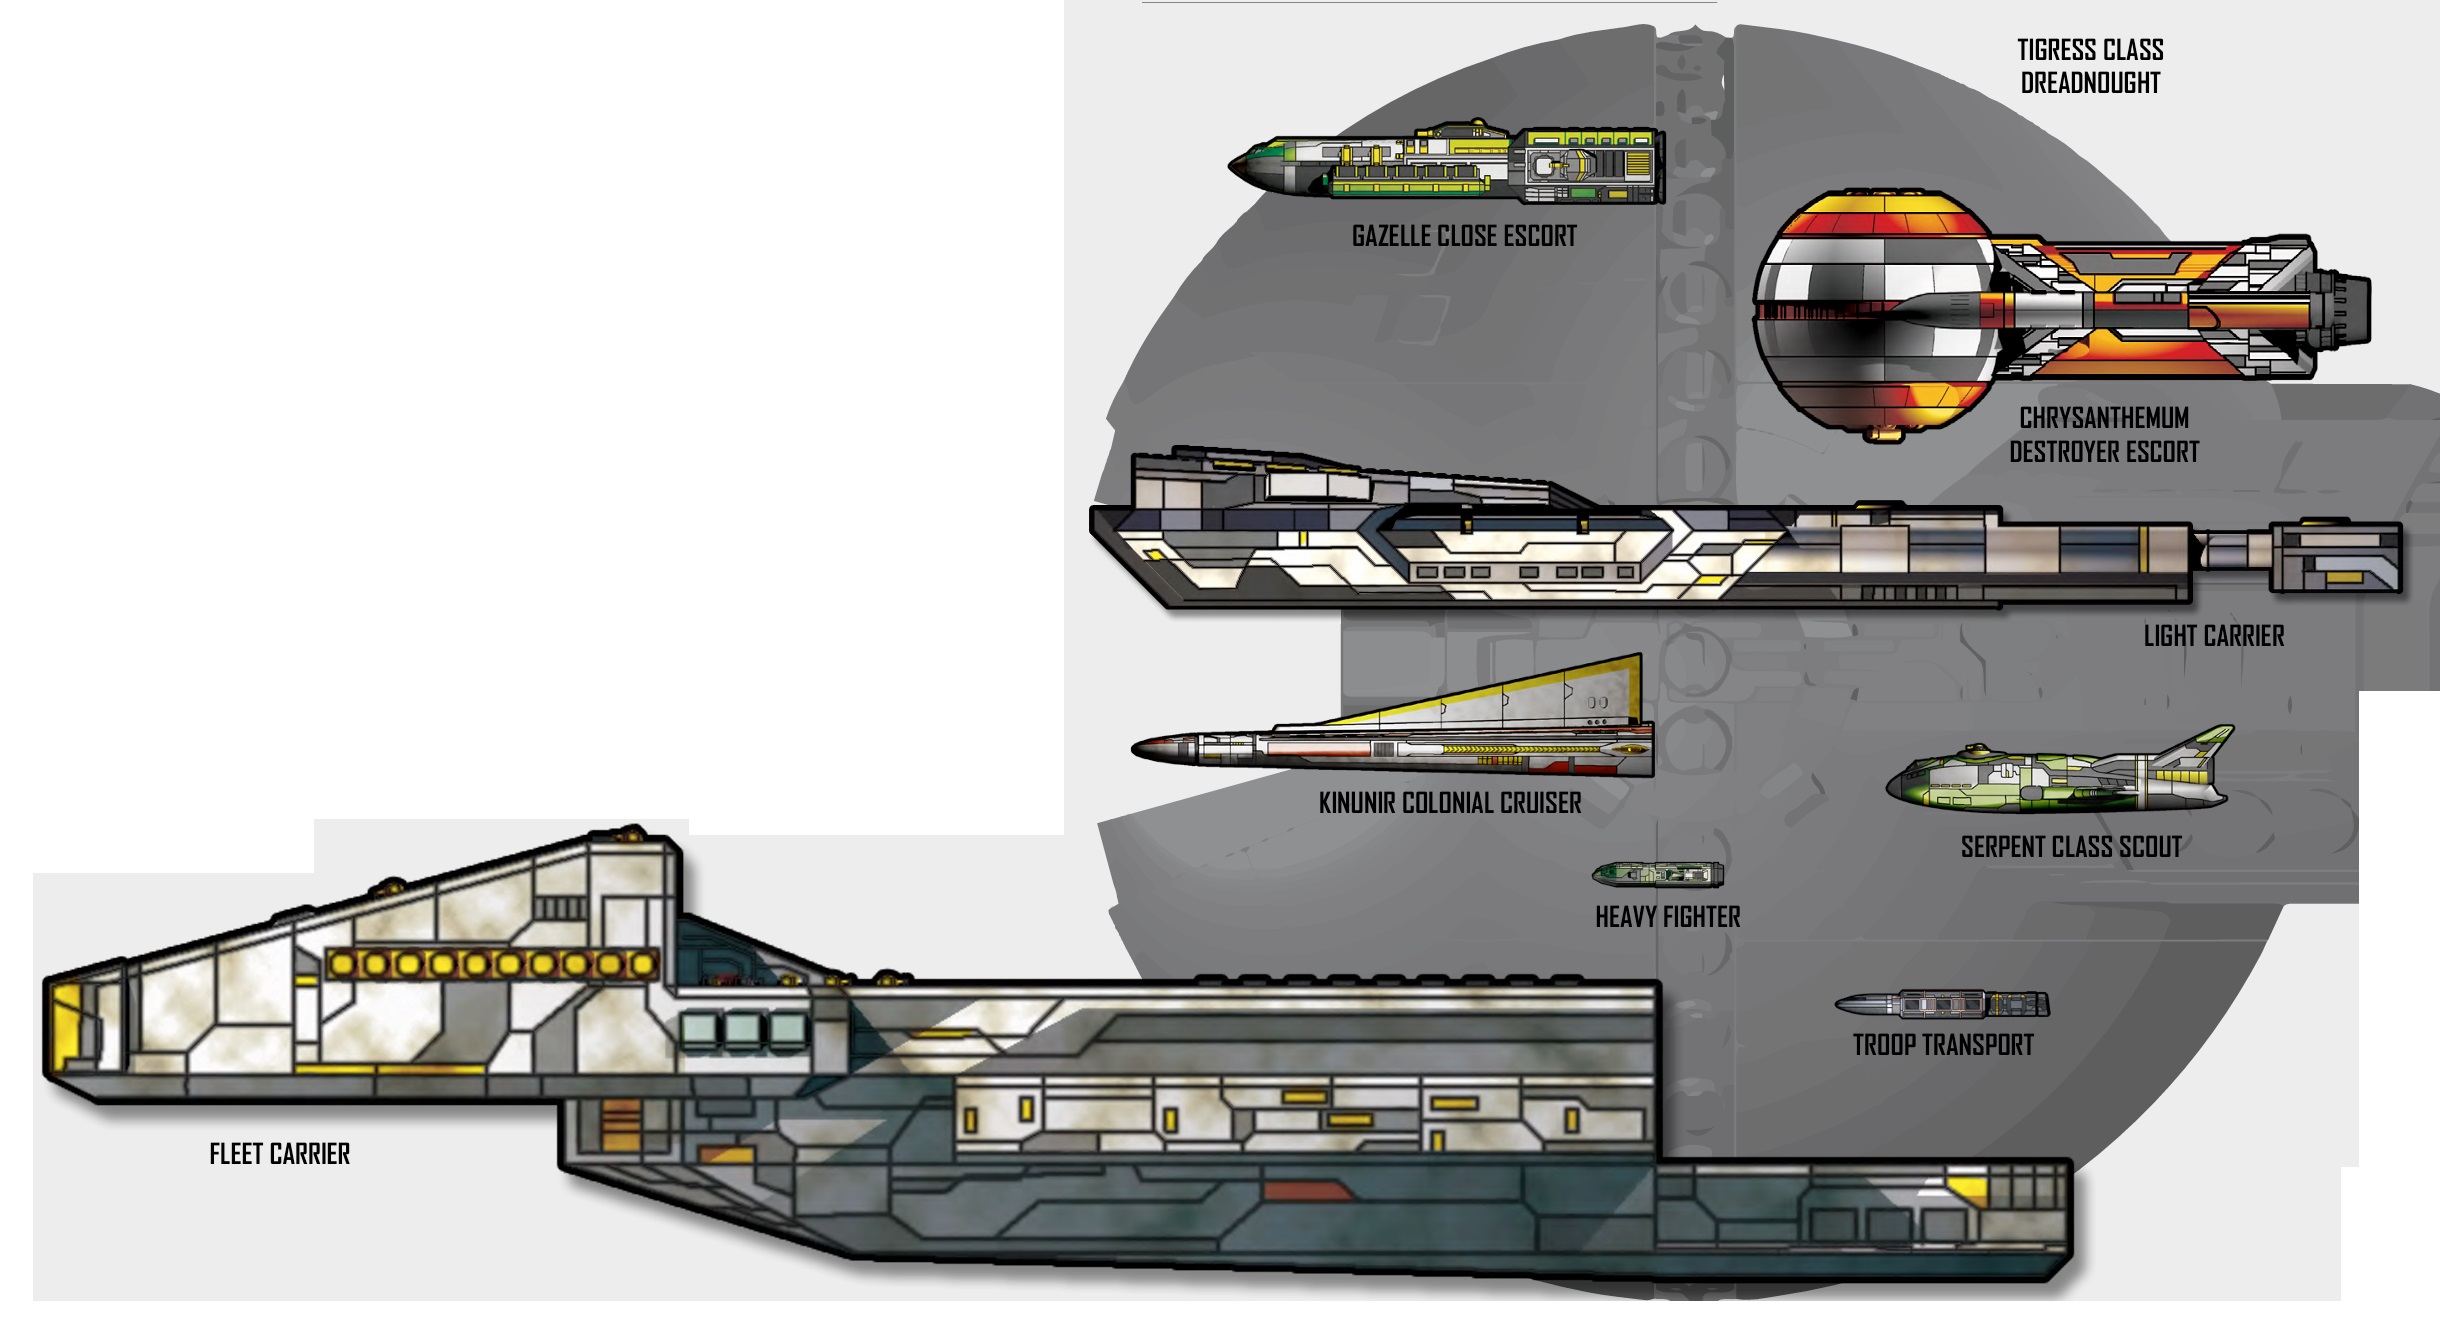 TIGRESS CLASS
DREADNOUGHT
GAZELLE CLOSE ESCORT
CHRYSANTHEMUM
DESTROYER ESCORT
LIGHT CARRIER
KINUNIR COLONIAL CRUISER
SERPENT CLASS SCOUT
HEAVY FIGHTER
TROOP TRANSPORT
FLEET CARRIER